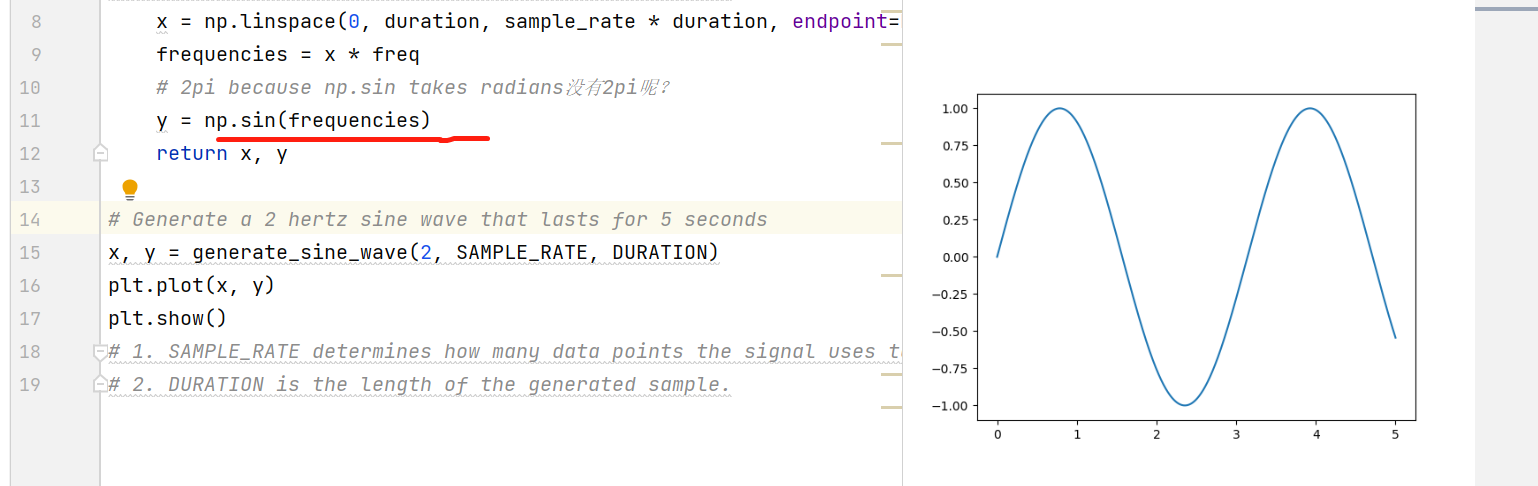 8 x = np.linspace(0, duration, sample_rate * duration, endpoint=
9 frequencies = x * freq
10 # 2pi because np.sin takes radians没有2pi呢?
11 y = np.sin(frequencies)
12 return x, y
13
14 # Generate a 2 hertz sine wave that lasts for 5 seconds
15 x, y = generate_sine_wave(2, SAMPLE_RATE, DURATION)
16 plt.plot(x, y)
17 plt.show()
18 # 1. SAMPLE_RATE determines how many data points the signal uses t
19 # 2. DURATION is the length of the generated sample.
1.00
0.75
0.50
0.25
0.00
−0.25
−0.50
−0.75
−1.00
0 1 2 3 4 5